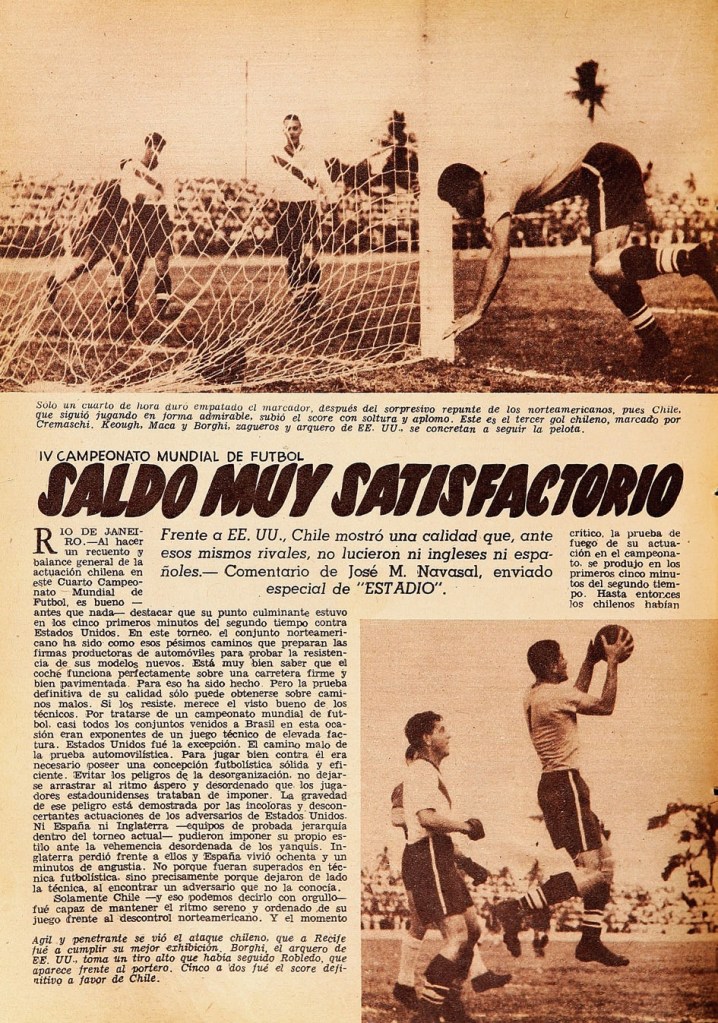 Sólo un cuarto de hora duró empatado el marcador, después del sorpresivo repunte de los norteamericanos, pues Chile,
que siguió jugando en forma admirable, subió el score con soltura y aplomo. Este es el tercer gol chileno, marcado por
Cremaschi. Keough, Maca y Borghi, zagueros y arquero de EE. UU., se concretan a seguir la pelota.
IV CAMPEONATO MUNDIAL DE FUTBOL
SALDO MUY SATISFACTORIO
Frente a EE. UU., Chile mostró una calidad que, ante
esos mismos rivales, no lucieron ni ingleses ni espa-
ñoles.— Comentario de José M. Navasal, enviado
especial de "ESTADIO".
RIO DE JANEI-
RO.—Al hacer
un recuento y
balance general de la
actuación chilena en
este Cuarto Campeo-
nato Mundial de
Futbol, es bueno —
antes que nada— destacar que su punto culminante estuvo
en los cinco primeros minutos del segundo tiempo contra
Estados Unidos. En este torneo, el conjunto norteameri-
cano ha sido como esos pésimos caminos que preparan las
firmas productoras de automóviles para probar la resisten-
cia de sus modelos nuevos. Está muy bien saber que el
coche funciona perfectamente sobre una carretera firme y
bien pavimentada. Para eso ha sido hecho Pero la prueba
definitiva de su calidad sólo puede obtenerse sobre cami-
nos malos. Si los resiste, merece el visto bueno de los
técnicos. Por tratarse de un campeonato mundial de fut-
bol, casi todos los conjuntos venidos a Brasil en esta oca-
sión eran exponentes de un juego técnico de elevada fac-
tura. Estados Unidos fué la excepción. El camino malo de
la prueba automovilística. Para jugar bien contra él era
necesario poseer una concepción futbolística sólida y efi-
ciente. Evitar los peligros de la desorganización, no dejar-
se arrastrar al ritmo áspero y desordenado que los juga-
dores estadounidenses trataban de imponer. La gravedad
de ese peligro está demostrada por las incoloras y descon-
certantes actuaciones de los adversarios de Estados Unidos.
Ni España ni Inglaterra —equipos de probada jerarquía
dentro del torneo actual— pudieron imponer su propio es-
tilo ante la vehemencia desordenada de los yanquis. In-
glaterra perdió frente a ellos y España vivió ochenta y un
minutos de angustia. No porque fueran superados en téc-
nica futbolística, sino precisamente porque dejaron de lado
la técnica, al encontrar un adversario que no la conocía.
Solamente Chile —y eso podemos decirlo con orgullo—
fué capaz de mantener el ritmo sereno y ordenado de su
juego frente al descontrol norteamericano. Y el momento
crítico, la prueba de
fuego de su actua-
ción en el campeona-
to, se produjo en los
primeros cinco minu-
tos del segundo tiem-
po. Hasta entonces
los chilenos habían
Agil y penetrante se vió el ataque chileno, que a Recife
fué a cumplir su mejor exhibición. Borghi, el arquero de
EE. UU., toma un tiro alto que había seguido Robledo, que
aparece frente al portero. Cinco a dos fué el score defi-
nitivo a favor de Chile.